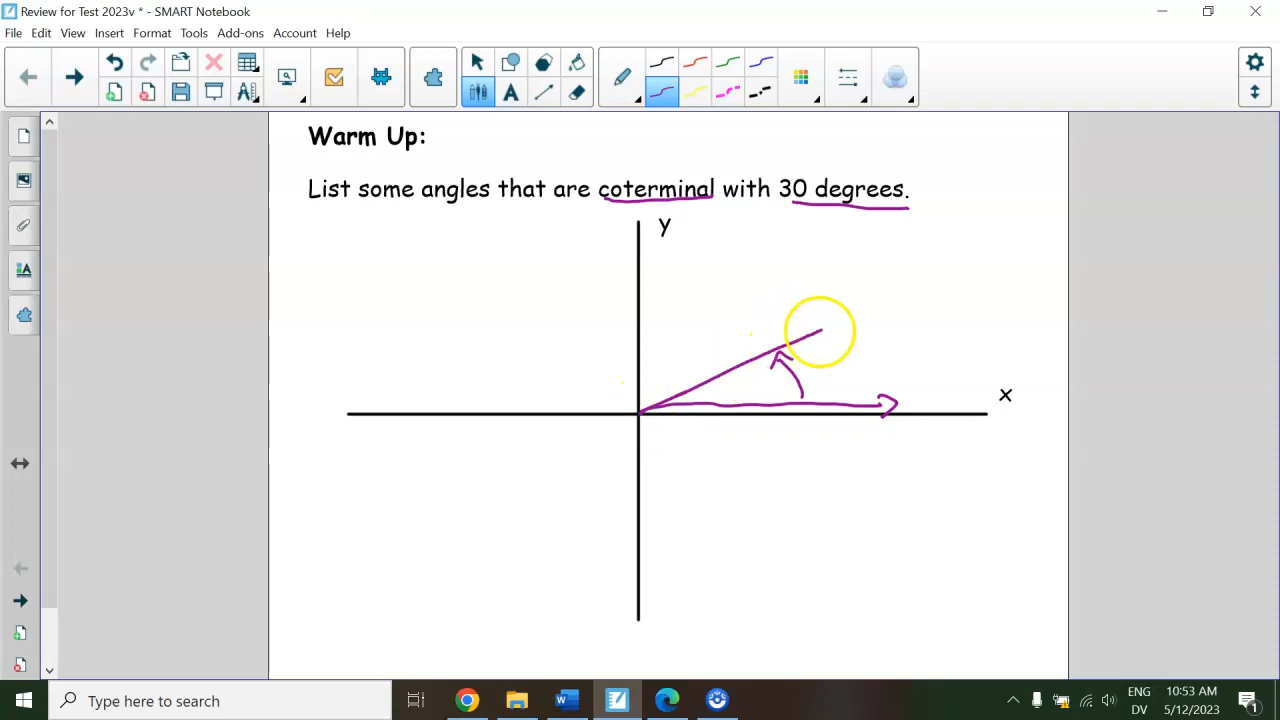 Review for Test 2023v * - SMART Notebook
File Edit View Insert Format Tools Add-ons Account Help
Warm Up:
List some angles that are coterminal with 30 degrees.
y
x
Type here to search
ENG
DV
10:53 AM
5/12/2023
1